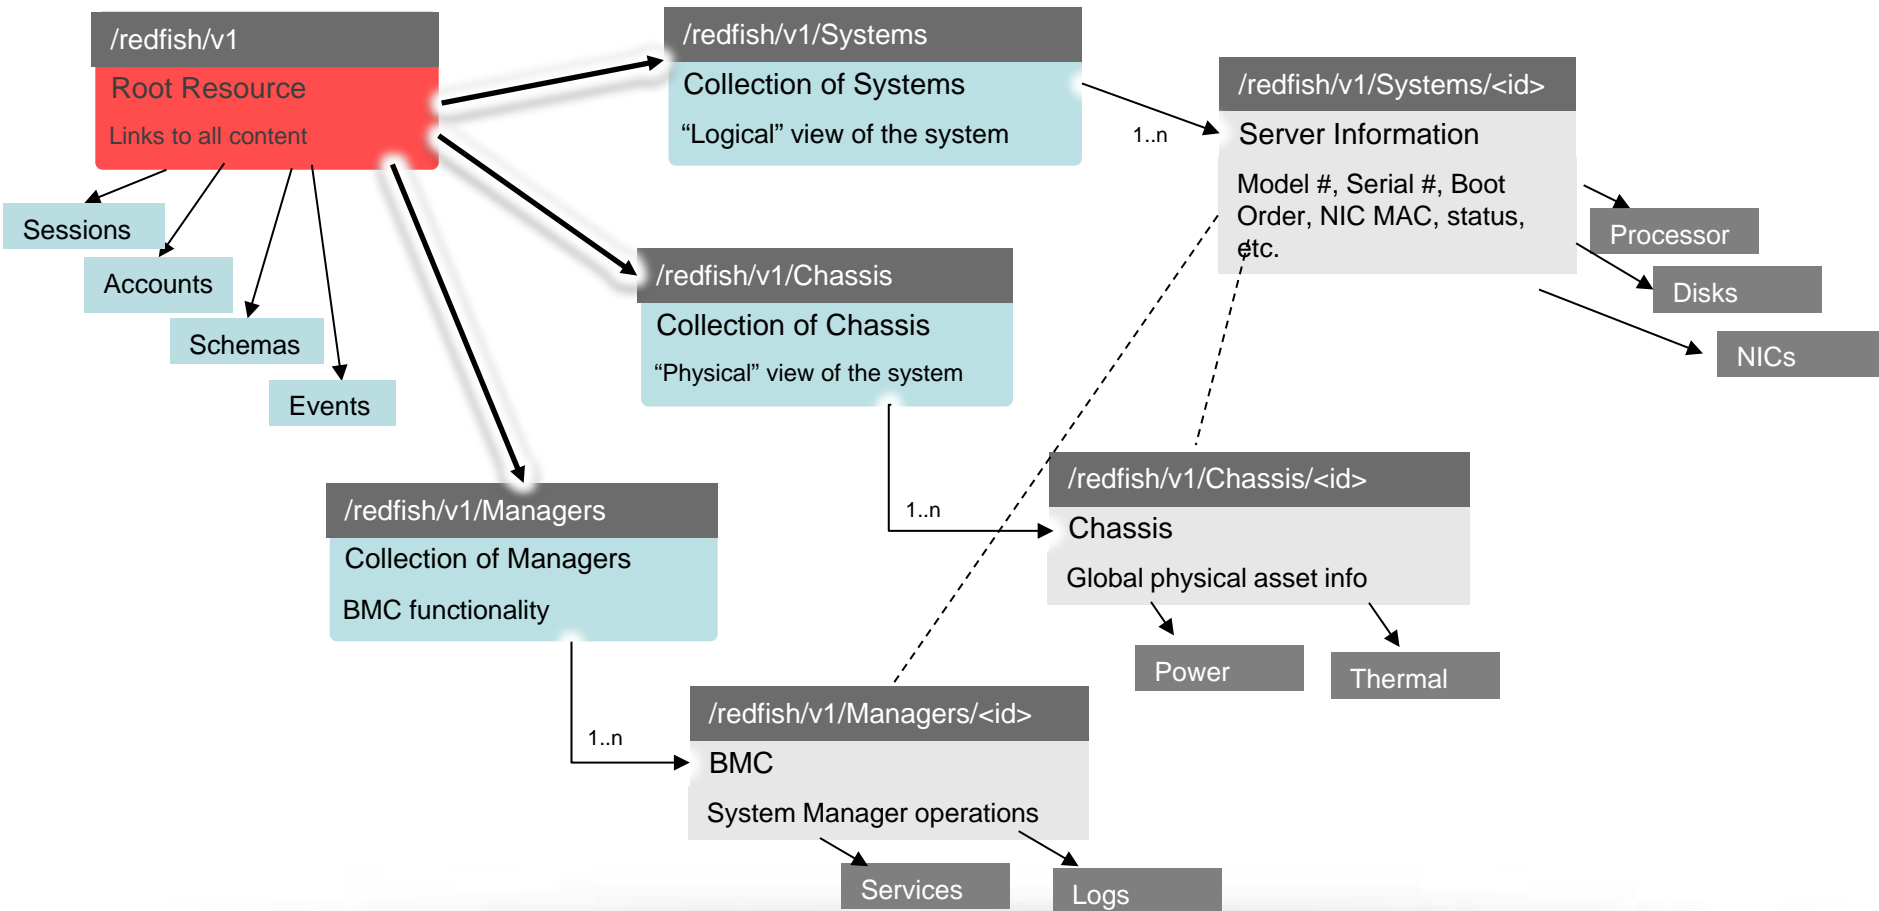 /redfish/v1
Root Resource
Links to all content
Sessions
Accounts
Schemas
Events
/redfish/v1/Systems
Collection of Systems
“Logical” view of the system
1..n
/redfish/v1/Systems/<id>
Server Information
Model #, Serial #, Boot
Order, NIC MAC, status,
etc.
Processor
Disks
NICs
/redfish/v1/Chassis
Collection of Chassis
“Physical” view of the system
1..n
/redfish/v1/Chassis/<id>
Chassis
Global physical asset info
Power
Thermal
/redfish/v1/Managers
Collection of Managers
BMC functionality
1..n
/redfish/v1/Managers/<id>
BMC
System Manager operations
Services
Logs